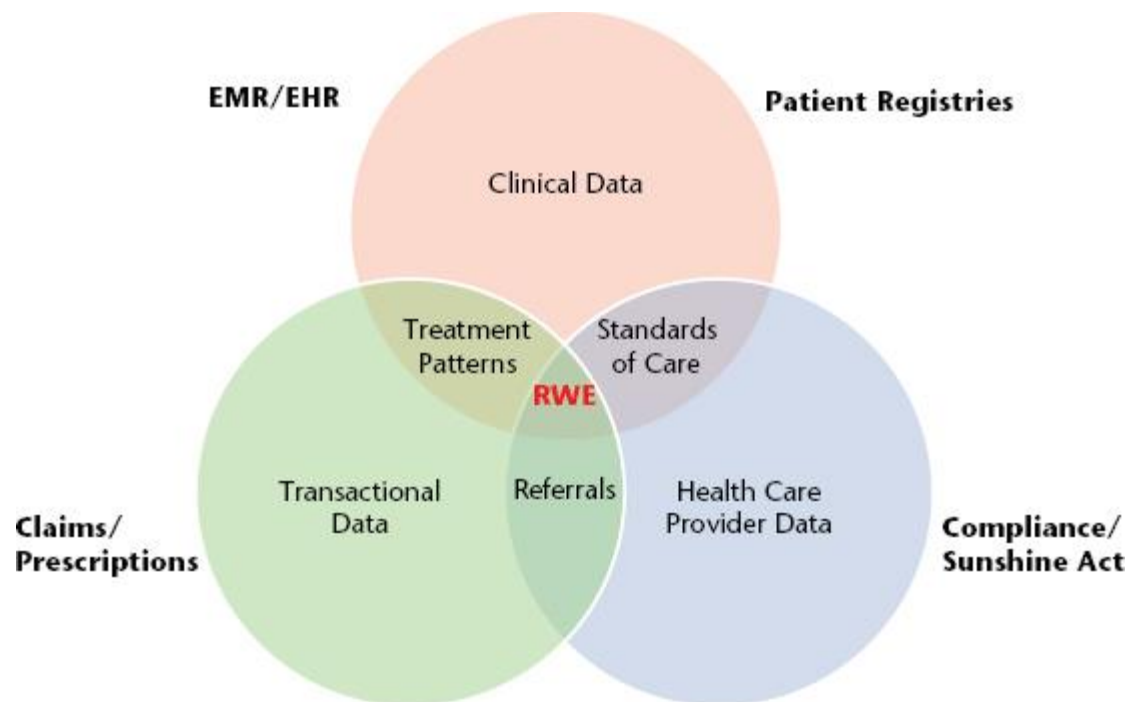 EMR/EHR
Patient Registries
Clinical Data
Treatment
Patterns
Standards
of Care
RWE
Transactional
Data
Referrals
Health Care
Provider Data
Claims/
Prescriptions
Compliance/
Sunshine Act